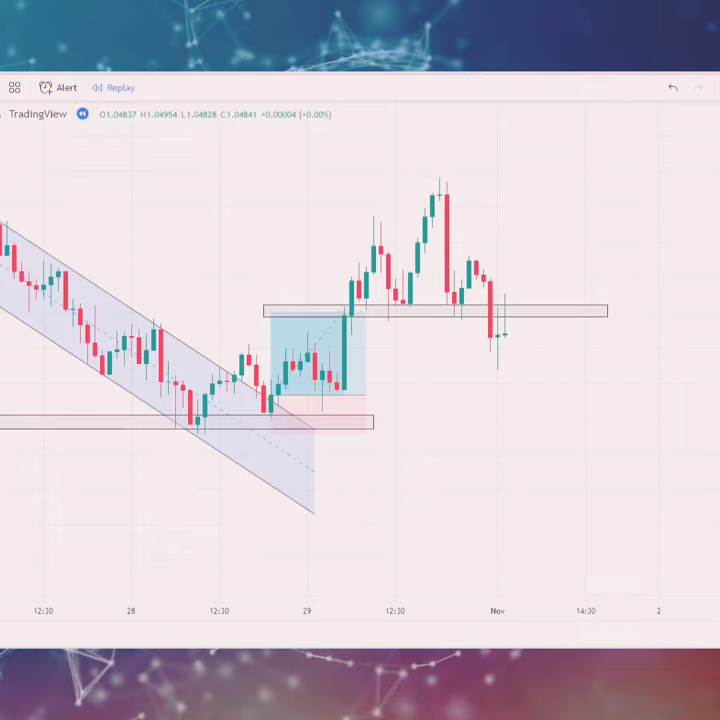 Alert Replay
TradingView O1.04837 H1.04954 L1.04828 C1.04841 +0.00004 (+0.00%)
12:30 28 12:30 29 12:30 Nov 14:30 2